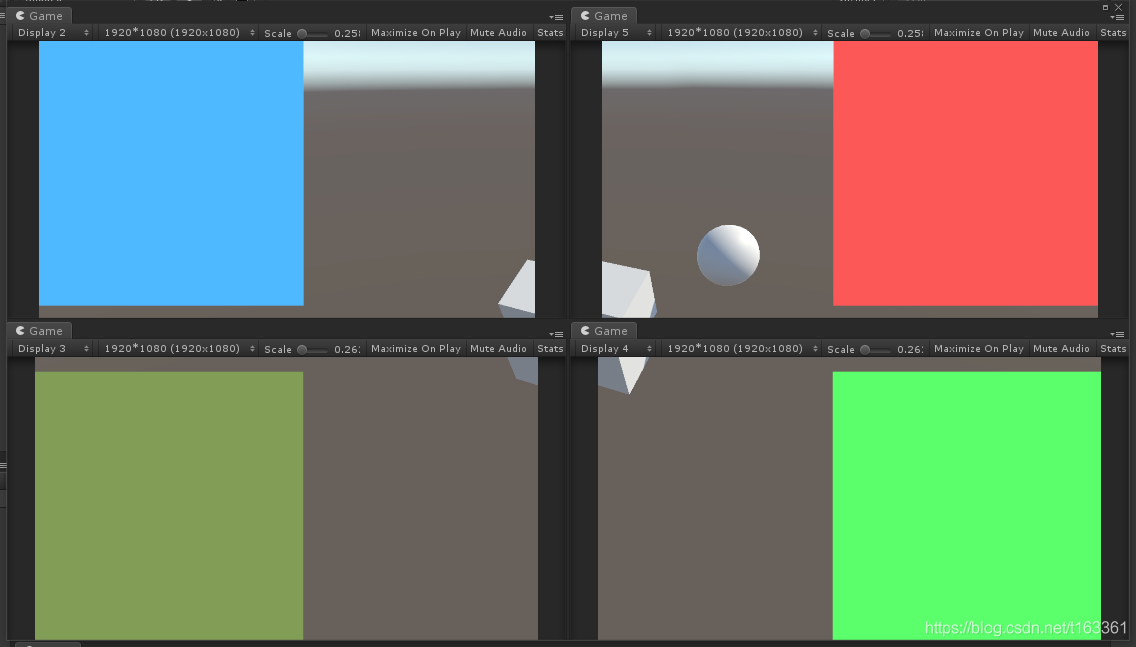 Game
Display 2 1920*1080 (1920x1080) Scale 0.25 Maximize On Play Mute Audio Stats
Game
Display 5 1920*1080 (1920x1080) Scale 0.25 Maximize On Play Mute Audio Stats
Game
Display 3 1920*1080 (1920x1080) Scale 0.26 Maximize On Play Mute Audio Stats
Game
Display 4 1920*1080 (1920x1080) Scale 0.26 Maximize On Play Mute Audio Stats
https://blog.csdn.net/t163361